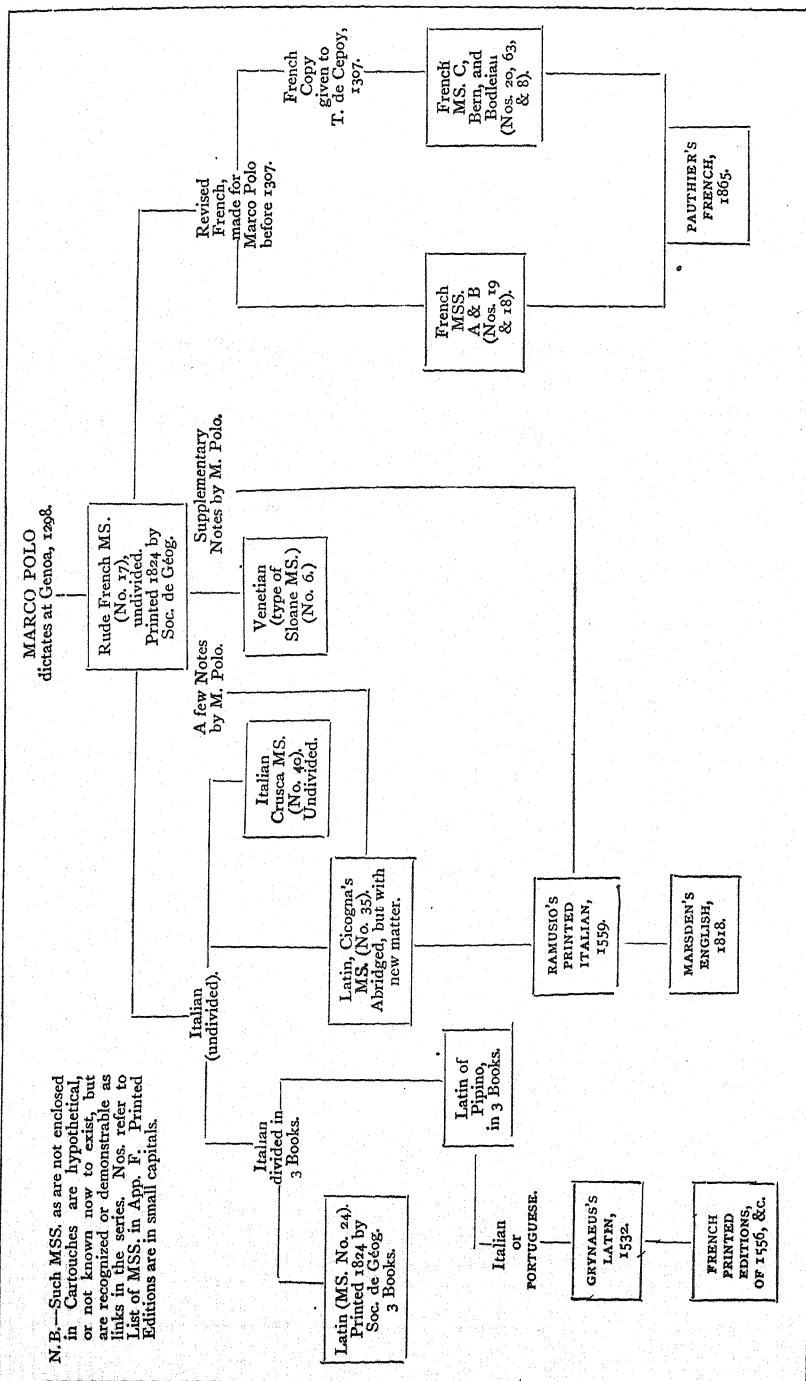 MARCO POLO
dictates at Genoa, 1298.
Rude French MS.
(No. 17),
undivided.
Printed 1824 by
Soc. de Géog.
N.B.—Such MSS. as are not enclosed
in Cartouches are hypothetical,
or not known now to exist, but
are recognized or demonstrable as
links in the series. Nos. refer to
List of MSS. in App. F. Printed
Editions are in small capitals.
Italian
(undivided).
A few Notes
by M. Polo.
Supplementary
Notes by M. Polo.
Revised
French,
made for
Marco Polo
before 1307.
Italian
divided in
3 Books.
Italian
Crusca MS.
(No. 40).
Undivided.
Venetian
(type of
Sloane MS.)
(No. 6.)
French
Copy
given to
T. de Cepoy,
1307.
Latin (MS. No. 24).
Printed 1824 by
Soc. de Géog.
3 Books.
Latin of
Pipino,
in 3 Books.
Latin, Cicogna's
MS. (No. 35).
Abridged, but with
new matter.
French
MSS.
A & B
(Nos. 19
& 18).
French
MS. C,
Bern, and
Bodleian
(Nos. 20, 63,
& 8).
Italian
or
PORTUGUESE.
RAMUSIO'S
PRINTED
ITALIAN,
1559.
GRYNAEUS'S
LATIN,
1532.
MARSDEN'S
ENGLISH,
1818.
PAUTHIER'S
FRENCH,
1865.
FRENCH
PRINTED
EDITIONS,
OF 1556, &c.